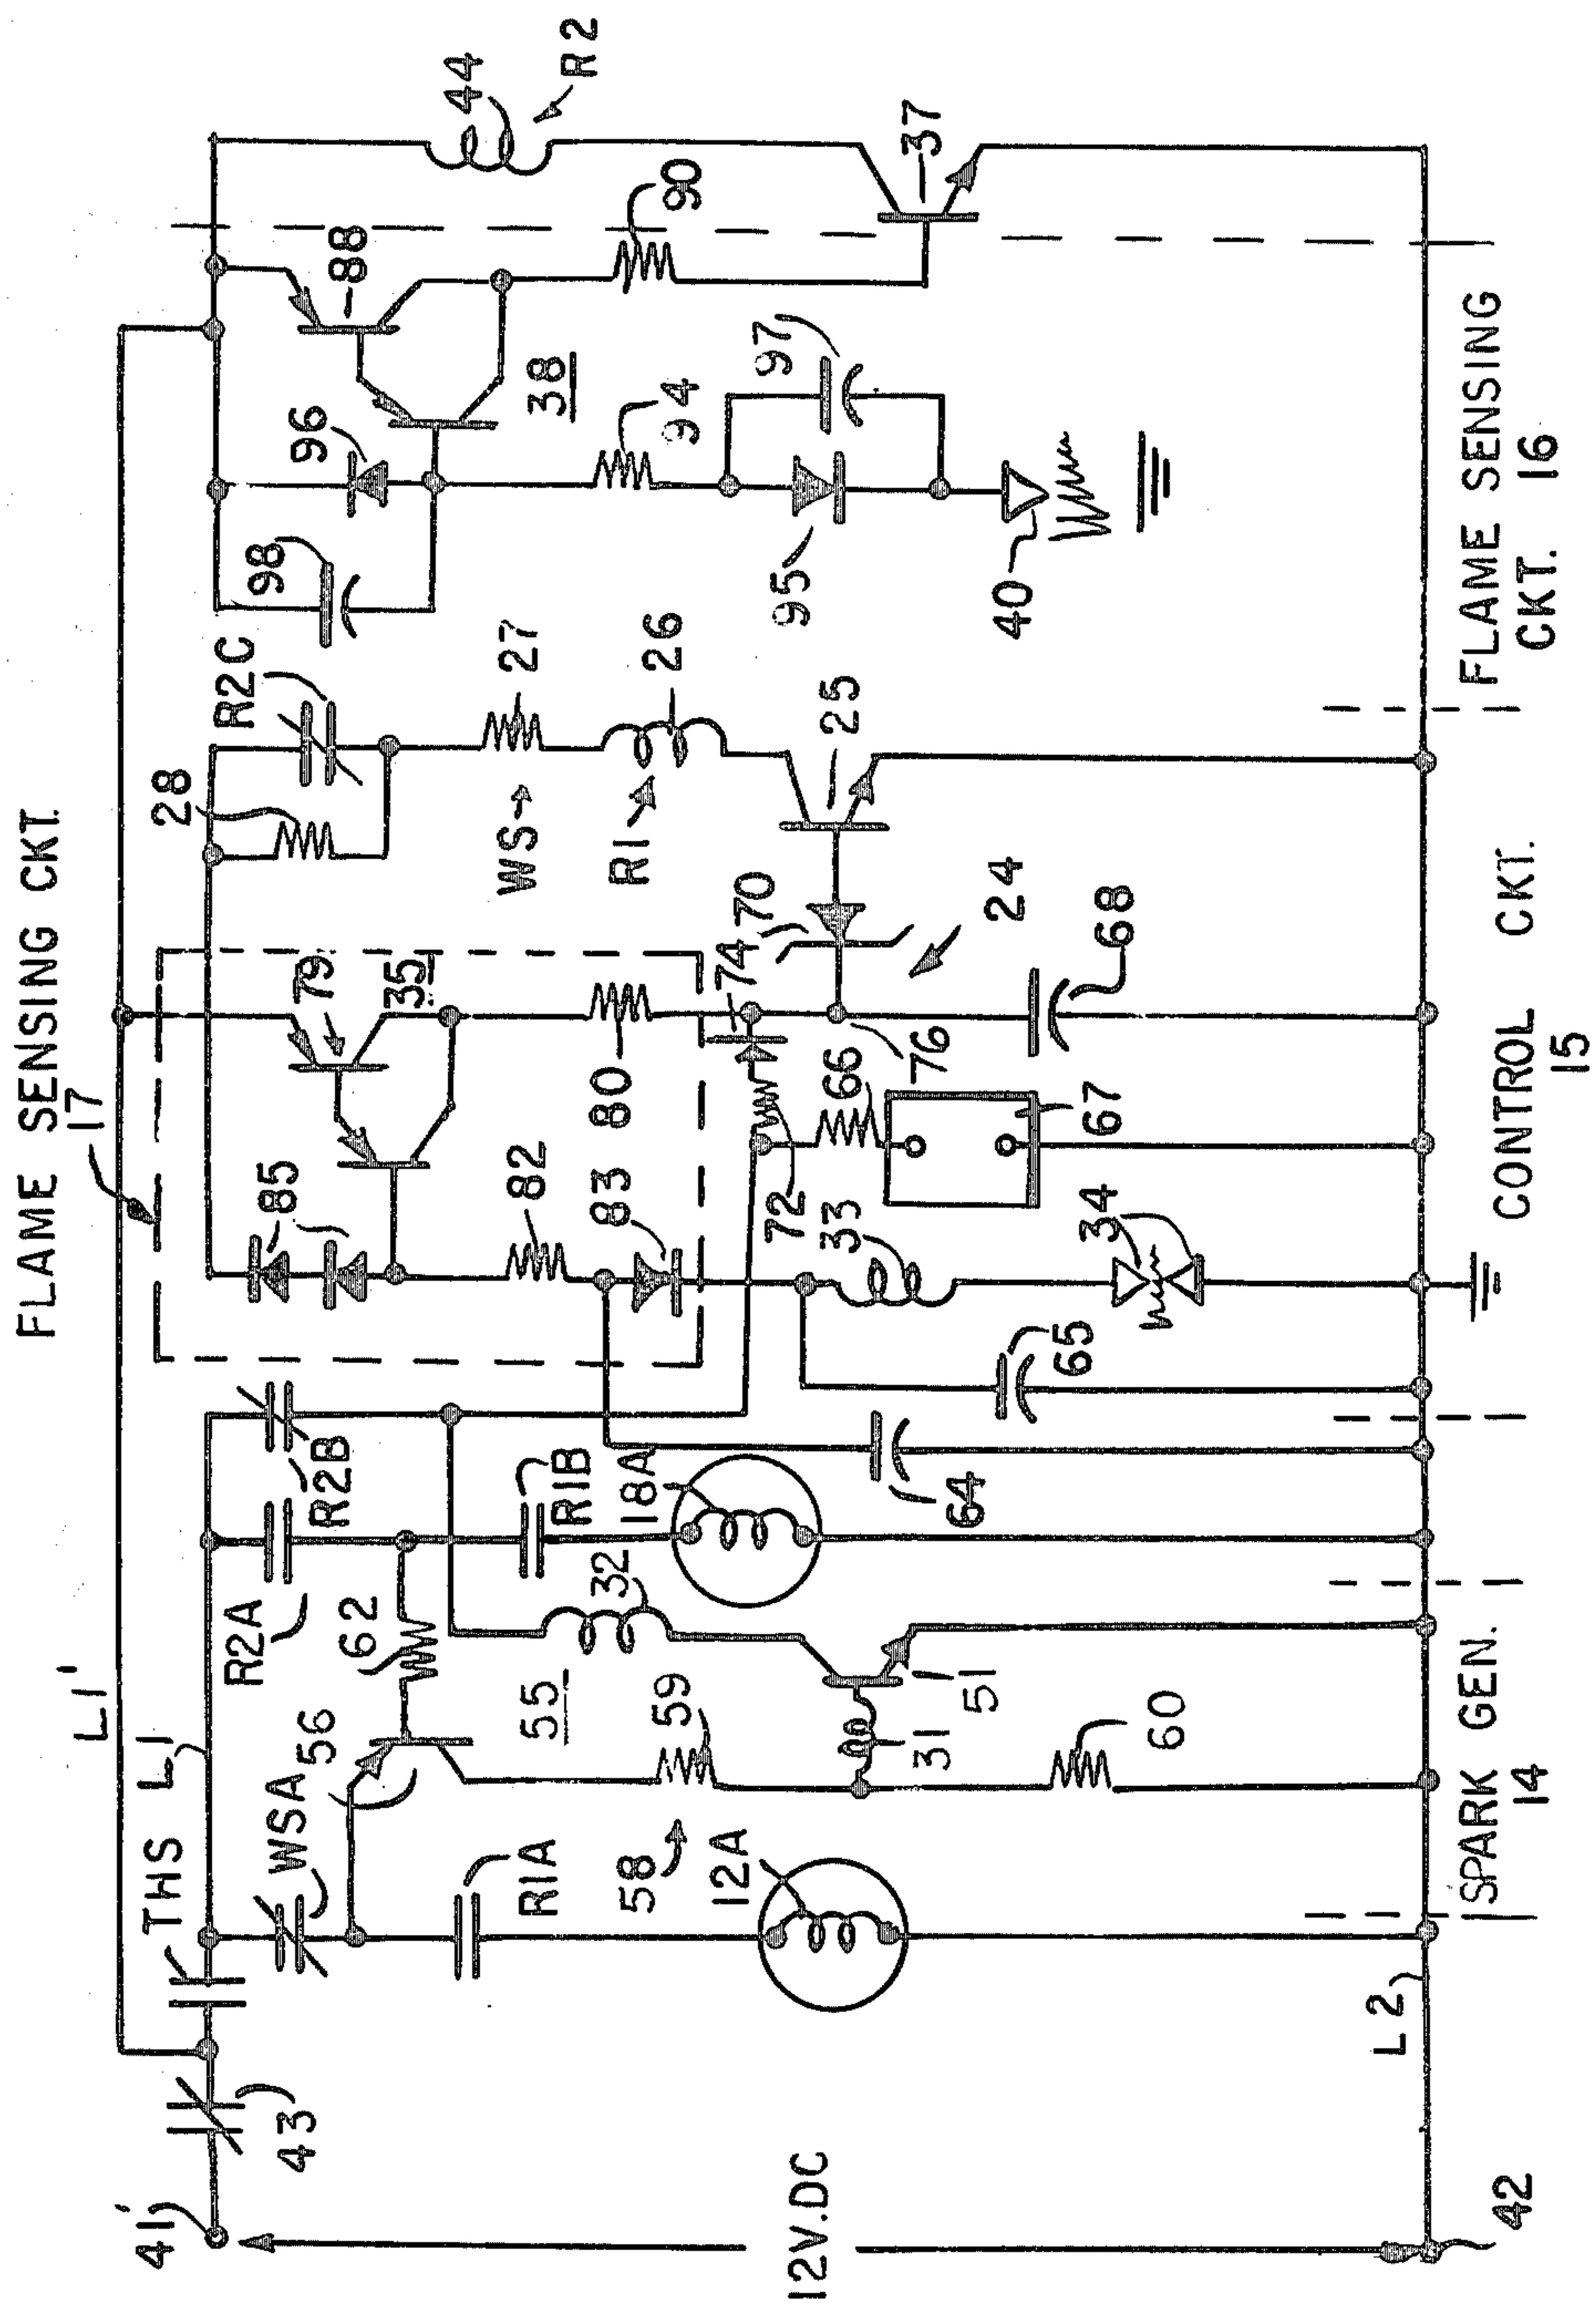 FLAME SENSING CKT.
17
L1'
L1
THS
43
41'
12V.DC
42
L2
WSA
56
R1A
58
12A
R2A
62
55
59
32
31
51
60
R2B
R1B
18A
64
65
85
79
35
82
83
80
72
33
34
74
70
66
76
67
24
68
28
R2C
WS
27
R1
26
25
98
96
38
88
94
90
95
97
40
44
R2
37
SPARK GEN.
14
CONTROL CKT.
15
FLAME SENSING
CKT. 16